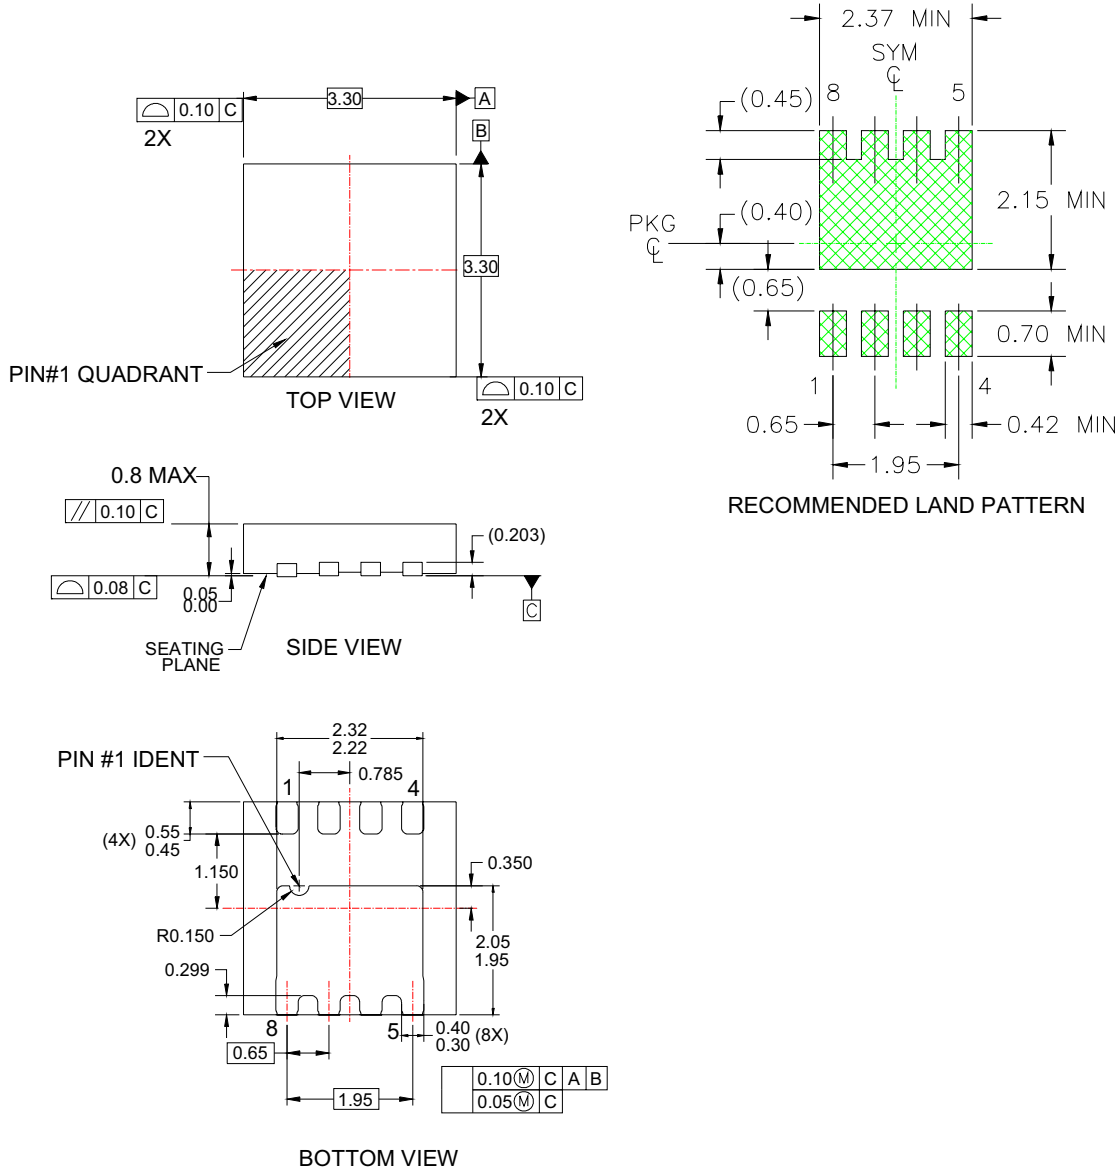 0.10 C
2X
3.30
A
B
3.30
PIN#1 QUADRANT
TOP VIEW
0.10 C
2X
2.37 MIN
SYM
CL
8
5
(0.45)
2.15 MIN
PKG
CL
(0.40)
(0.65)
0.70 MIN
1
4
0.65
0.42 MIN
1.95
RECOMMENDED LAND PATTERN
0.8 MAX
// 0.10 C
(0.203)
0.08 C
0.05
0.00
C
SEATING
PLANE
SIDE VIEW
2.32
2.22
PIN #1 IDENT
0.785
1
4
(4X)
0.55
0.45
1.150
0.350
R0.150
2.05
1.95
0.299
8
5
0.40
0.30
(8X)
0.65
1.95
0.10Ⓜ C A B
0.05Ⓜ C
BOTTOM VIEW